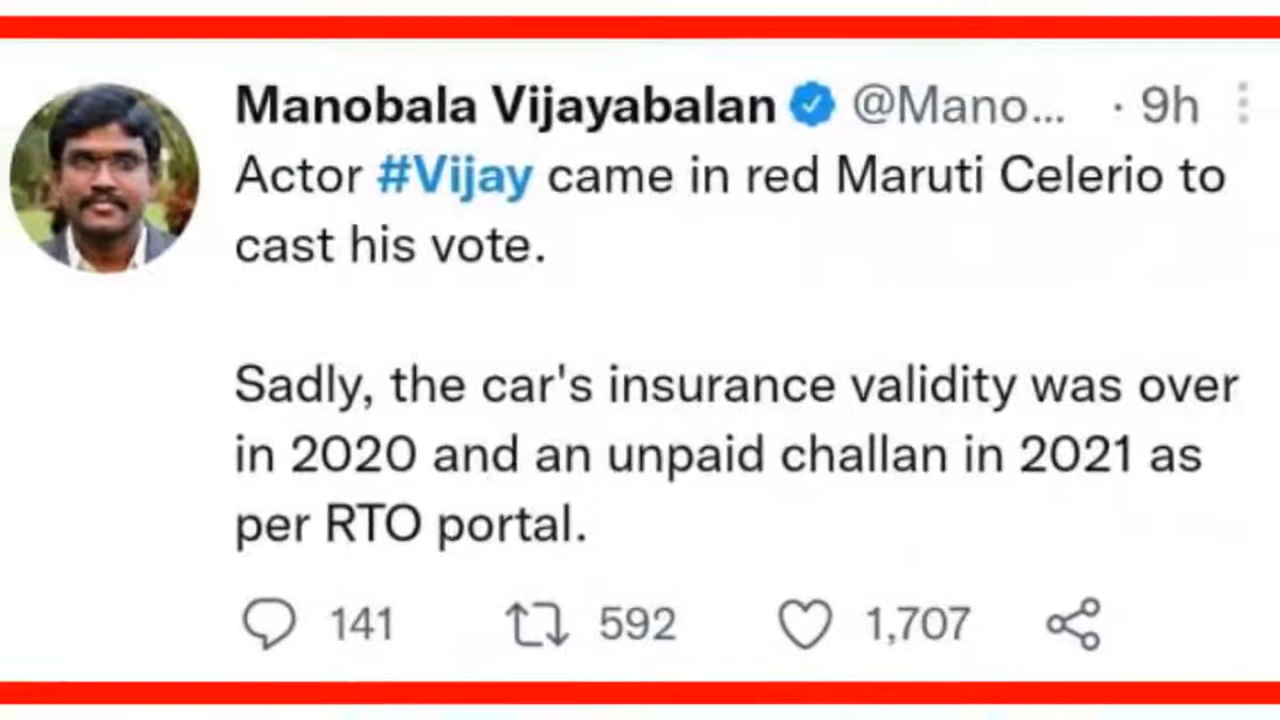 Manobala Vijayabalan @Mano... · 9h
Actor #Vijay came in red Maruti Celerio to
cast his vote.
Sadly, the car's insurance validity was over
in 2020 and an unpaid challan in 2021 as
per RTO portal.
141 592 1,707